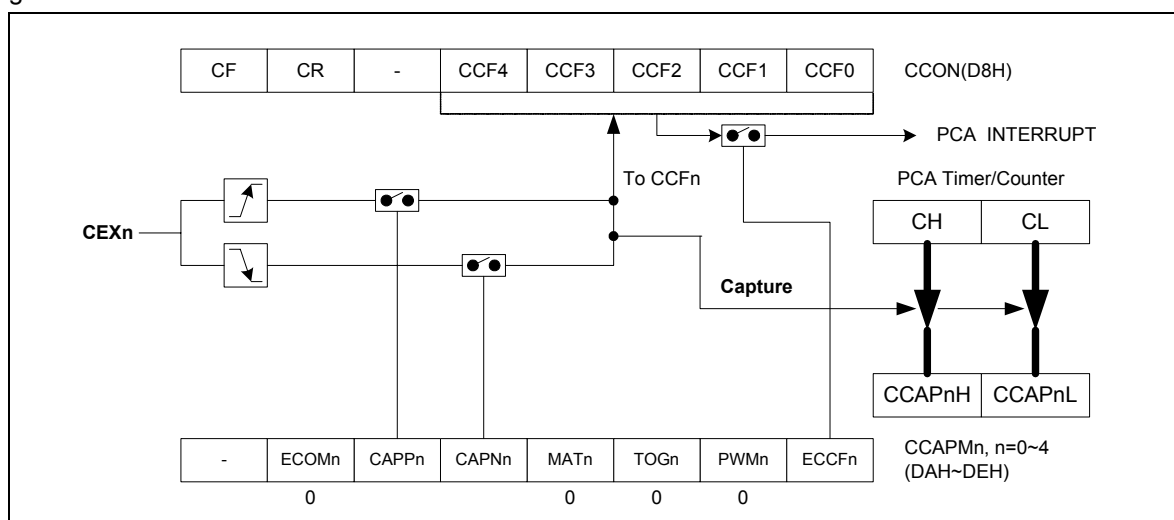 g
CF CR - CCF4 CCF3 CCF2 CCF1 CCF0 CCON(D8H)
PCA INTERRUPT
To CCFn
PCA Timer/Counter
CH CL
CEXn
Capture
CCAPnH CCAPnL
- ECOMn CAPPn CAPNn MATn TOGn PWMn ECCFn
CCAPMn, n=0~4
(DAH~DEH)
0 0 0 0